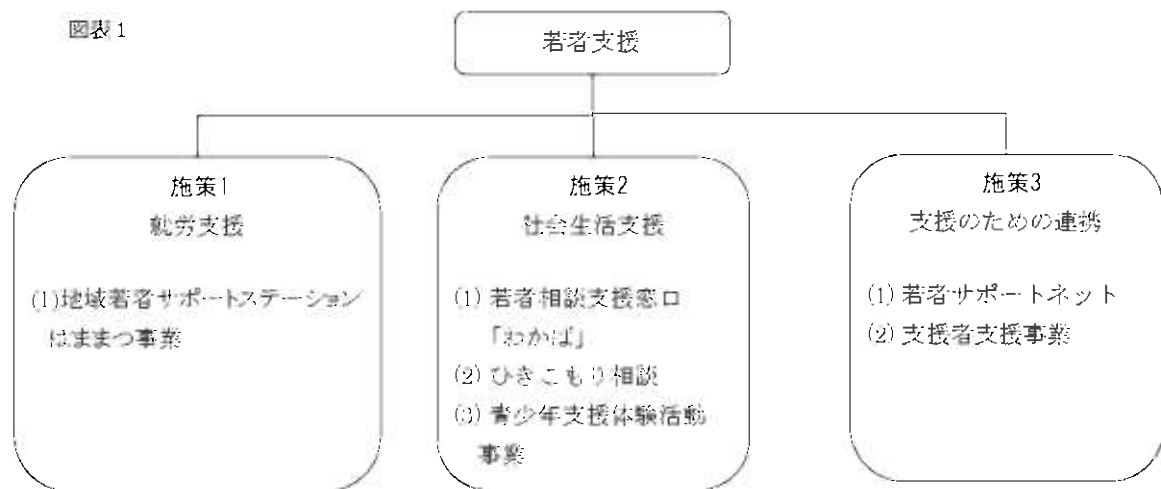 図表1
若者支援
施策1
就労支援
(1)地域若者サポートステーション
はままつ事業
施策2
社会生活支援
(1) 若者相談支援窓口
「わかば」
(2) ひきこもり相談
(3) 青少年支援体験活動
事業
施策3
支援のための連携
(1) 若者サポートネット
(2) 支援者支援事業